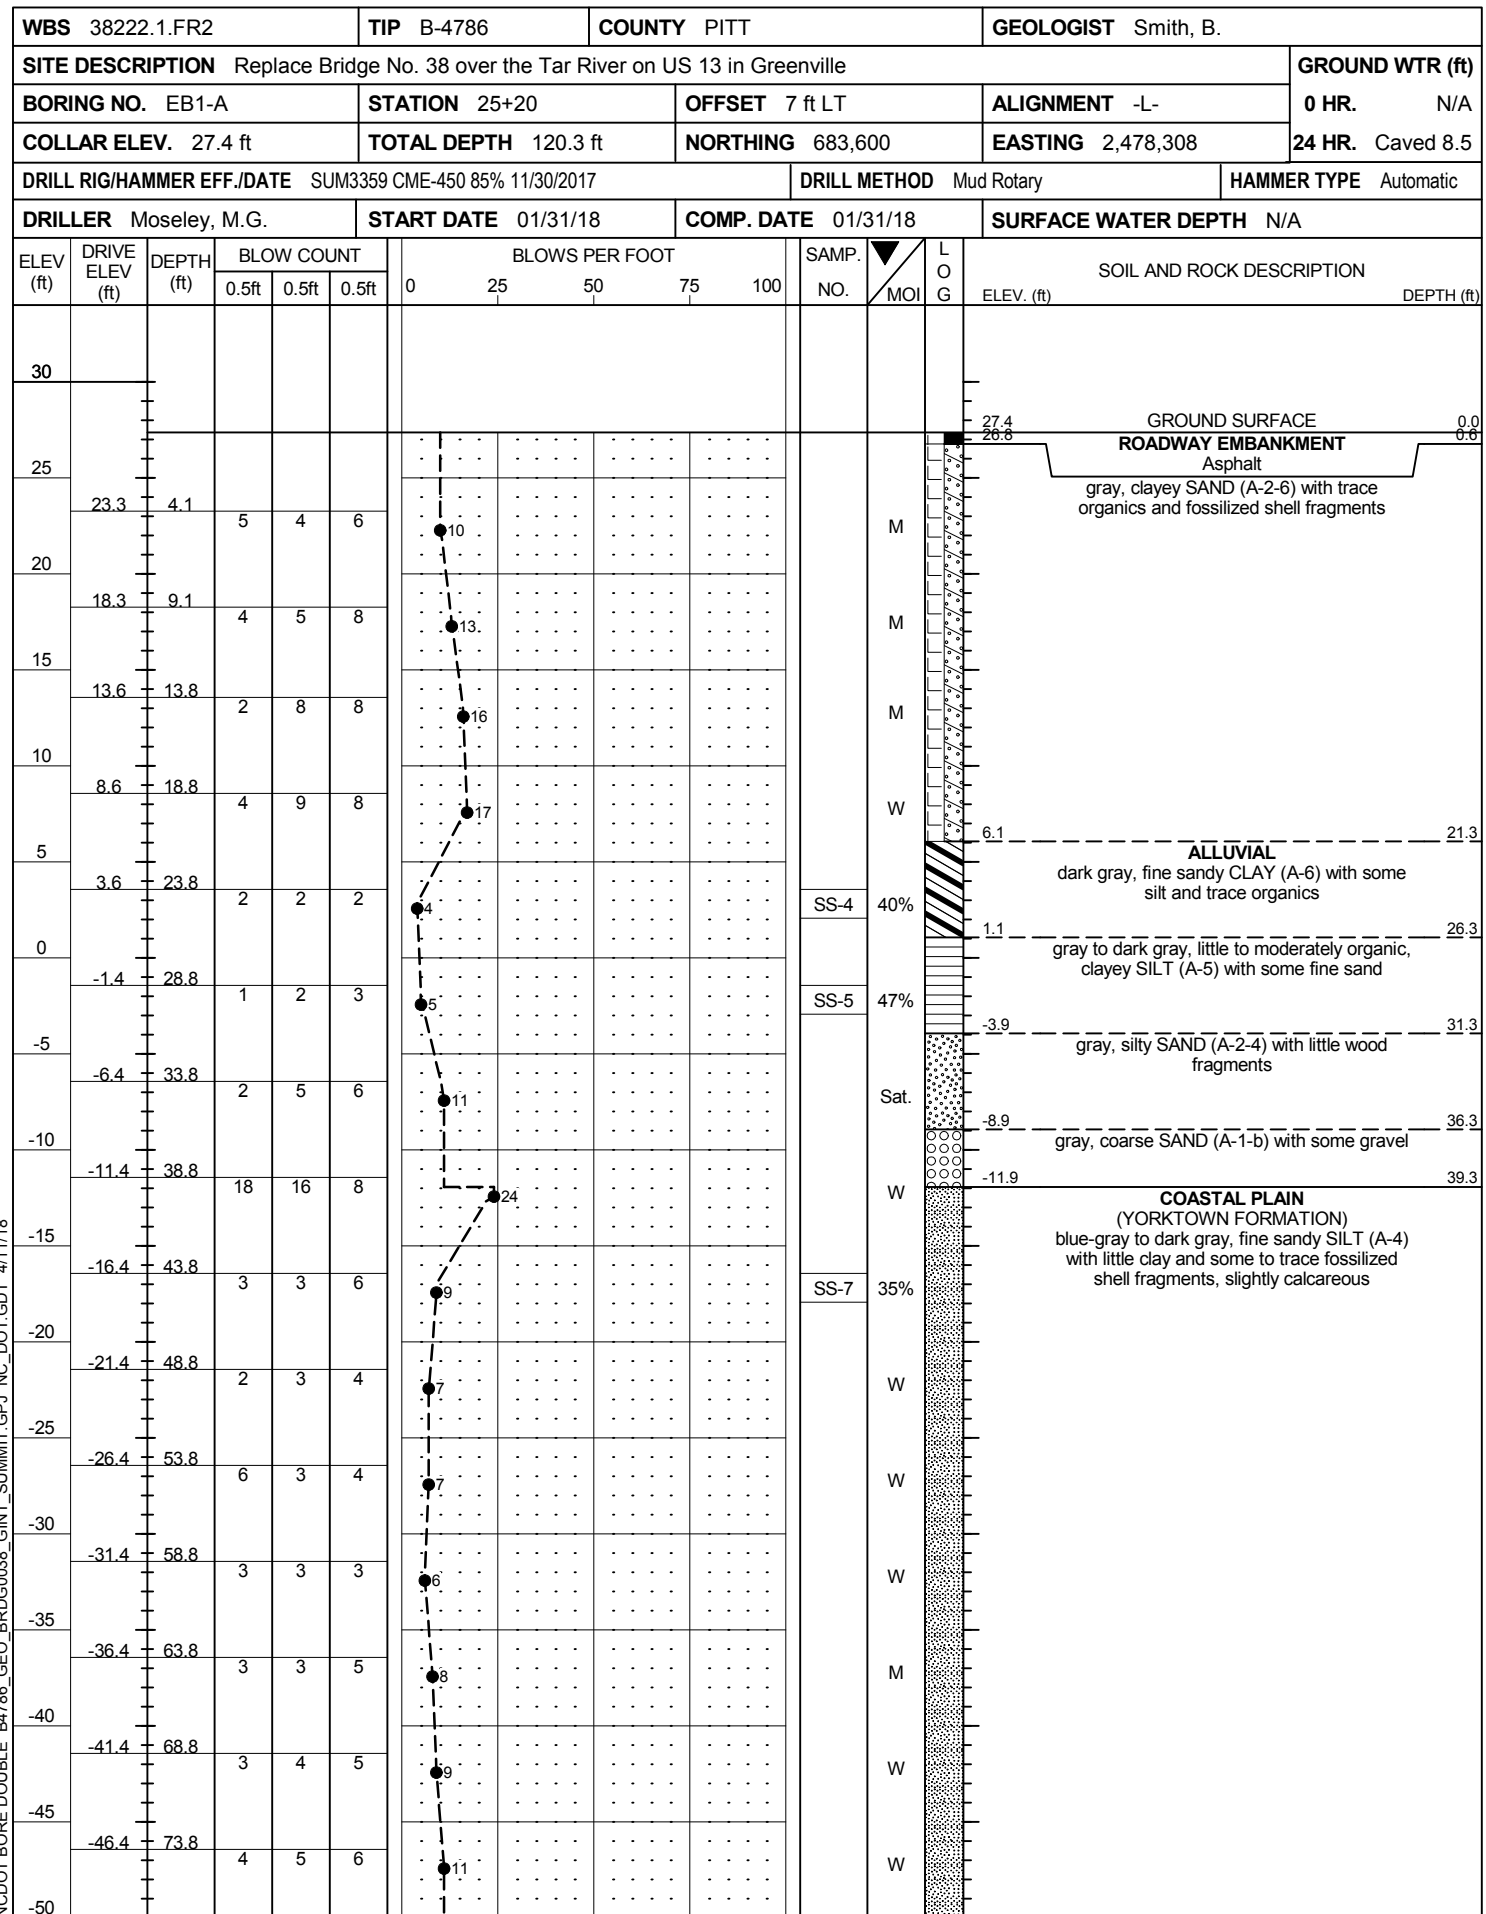 WBS 38222.1.FR2 TIP B-4786 COUNTY PITT GEOLOGIST Smith, B.
SITE DESCRIPTION Replace Bridge No. 38 over the Tar River on US 13 in Greenville GROUND WTR (ft)
BORING NO. EB1-A STATION 25+20 OFFSET 7 ft LT ALIGNMENT -L- 0 HR. N/A
COLLAR ELEV. 27.4 ft TOTAL DEPTH 120.3 ft NORTHING 683,600 EASTING 2,478,308 24 HR. Caved 8.5
DRILL RIG/HAMMER EFF./DATE SUM3359 CME-450 85% 11/30/2017 DRILL METHOD Mud Rotary HAMMER TYPE Automatic
DRILLER Moseley, M.G. START DATE 01/31/18 COMP. DATE 01/31/18 SURFACE WATER DEPTH N/A
ELEV (ft) DRIVE ELEV (ft) DEPTH (ft) BLOW COUNT BLOWS PER FOOT SAMP. NO. MOI LOG SOIL AND ROCK DESCRIPTION
0.5ft 0.5ft 0.5ft 0 25 50 75 100 ELEV. (ft) DEPTH (ft)
30
27.4 GROUND SURFACE 0.0
26.8 ROADWAY EMBANKMENT 0.6
Asphalt
25
gray, clayey SAND (A-2-6) with trace
organics and fossilized shell fragments
23.3 4.1
5 4 6 10 M
20
18.3 9.1
4 5 8 13 M
15
13.6 13.8
2 8 8 16 M
10
8.6 18.8
4 9 8 17 W
6.1 21.3
5 ALLUVIAL
dark gray, fine sandy CLAY (A-6) with some
silt and trace organics
3.6 23.8
2 2 2 4 SS-4 40%
1.1 26.3
0 gray to dark gray, little to moderately organic,
clayey SILT (A-5) with some fine sand
-1.4 28.8
1 2 3 5 SS-5 47%
-3.9 31.3
-5 gray, silty SAND (A-2-4) with little wood
fragments
-6.4 33.8
2 5 6 11 Sat.
-8.9 36.3
-10 gray, coarse SAND (A-1-b) with some gravel
-11.4 38.8
18 16 8 24 W
-11.9 39.3
COASTAL PLAIN
(YORKTOWN FORMATION)
-15 blue-gray to dark gray, fine sandy SILT (A-4)
with little clay and some to trace fossilized
shell fragments, slightly calcareous
-16.4 43.8
3 3 6 9 SS-7 35%
-20
-21.4 48.8
2 3 4 7 W
-25
-26.4 53.8
6 3 4 7 W
-30
-31.4 58.8
3 3 3 6 W
-35
-36.4 63.8
3 3 5 8 M
-40
-41.4 68.8
3 4 5 9 W
-45
-46.4 73.8
4 5 6 11 W
-50
NCDOT BORE DOUBLE B4786_GEO_BRDG0038_GINT_SUMMIT.GPJ NC_DOT.GDT 4/11/18